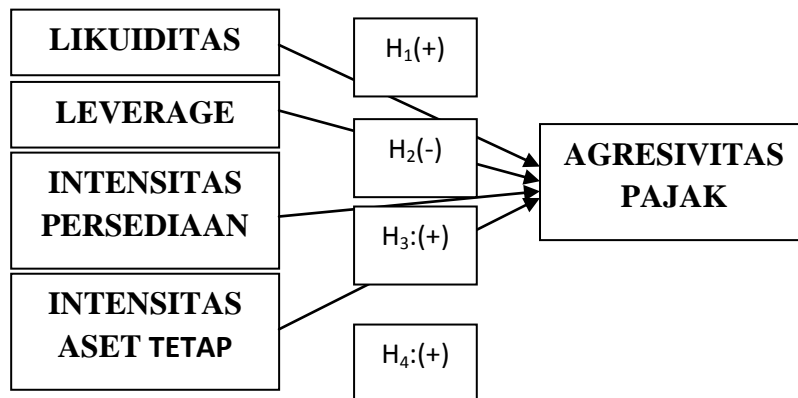 LIKUIDITAS
LEVERAGE
INTENSITAS
PERSEDIAAN
INTENSITAS
ASET TETAP
H₁(+)
H₂(-)
H₃:(+)
H₄:(+)
AGRESIVITAS
PAJAK